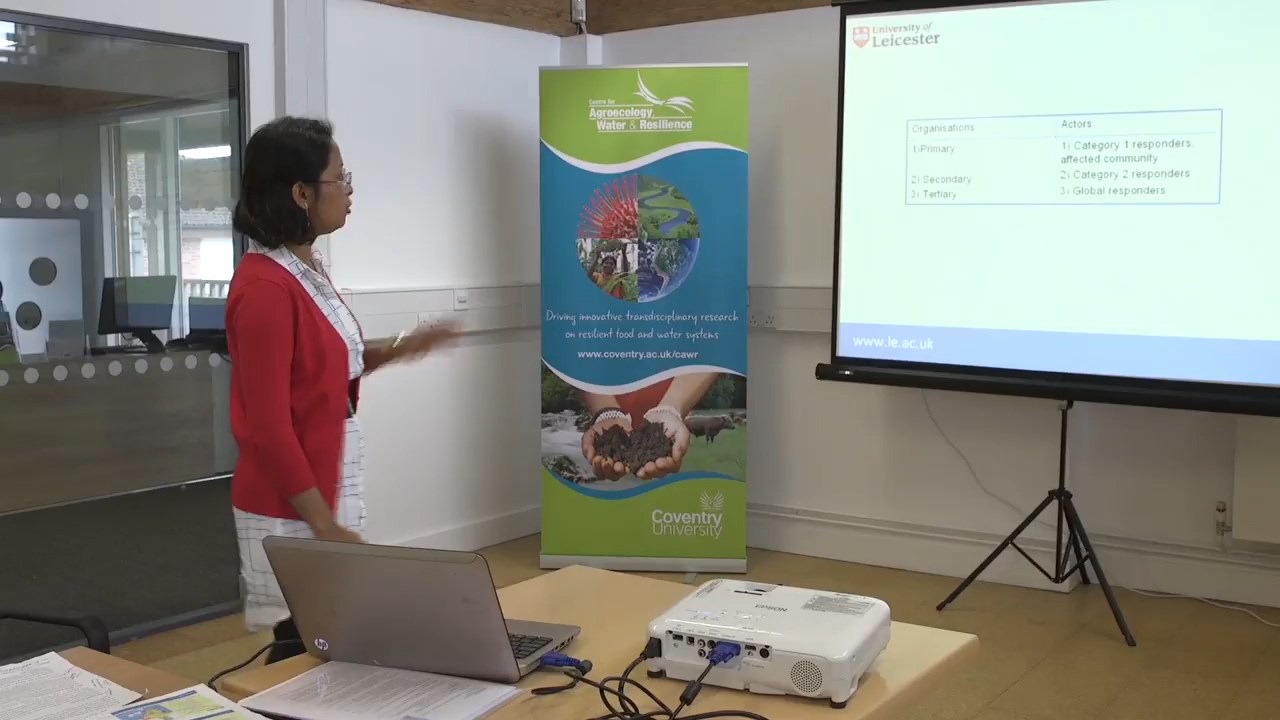 Centre for
Agroecology,
Water & Resilience
Driving innovative transdisciplinary research
on resilient food and water systems
www.coventry.ac.uk/cawr
Coventry
University
University of
Leicester
Organisations Actors
1) Primary 1) Category 1 responders,
affected community
2) Secondary 2) Category 2 responders
3) Tertiary 3) Global responders
www.le.ac.uk
hp
EPSON